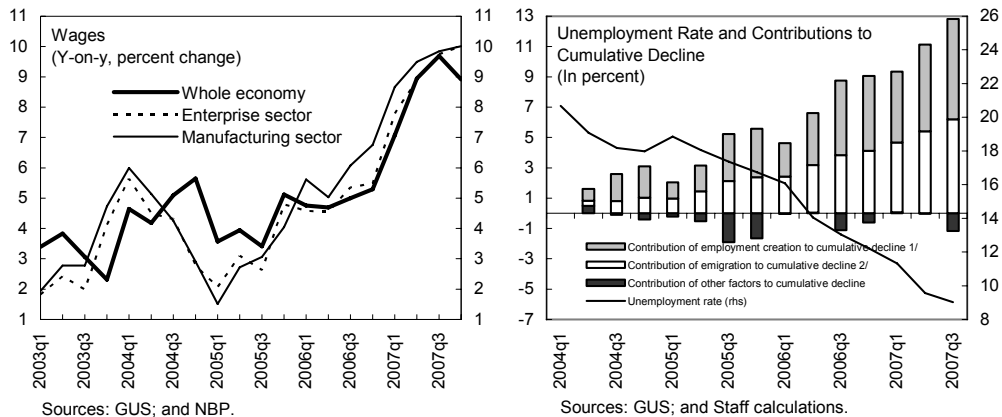 Wages
(Y-on-y, percent change)
Whole economy
Enterprise sector
Manufacturing sector
11
10
9
8
7
6
5
4
3
2
1
11
10
9
8
7
6
5
4
3
2
1
2003q1
2003q3
2004q1
2004q3
2005q1
2005q3
2006q1
2006q3
2007q1
2007q3
Sources: GUS; and NBP.
Unemployment Rate and Contributions to
Cumulative Decline
(In percent)
13
11
9
7
5
3
1
-1
-3
-5
-7
26
24
22
20
18
16
14
12
10
8
Contribution of employment creation to cumulative decline 1/
Contribution of emigration to cumulative decline 2/
Contribution of other factors to cumulative decline
Unemployment rate (rhs)
2004q1
2004q3
2005q1
2005q3
2006q1
2006q3
2007q1
2007q3
Sources: GUS; and Staff calculations.